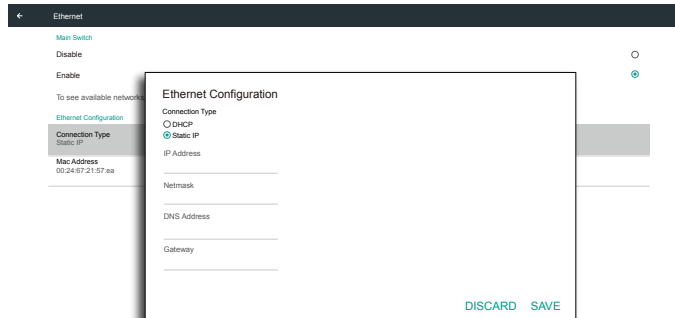 Ethernet
Main Switch
Disable
Enable
To see available networks
Ethernet Configuration
Connection Type
Static IP
Mac Address
00:24:67:21:57:ea
Ethernet Configuration
Connection Type
DHCP
Static IP
IP Address
Netmask
DNS Address
Gateway
DISCARD SAVE